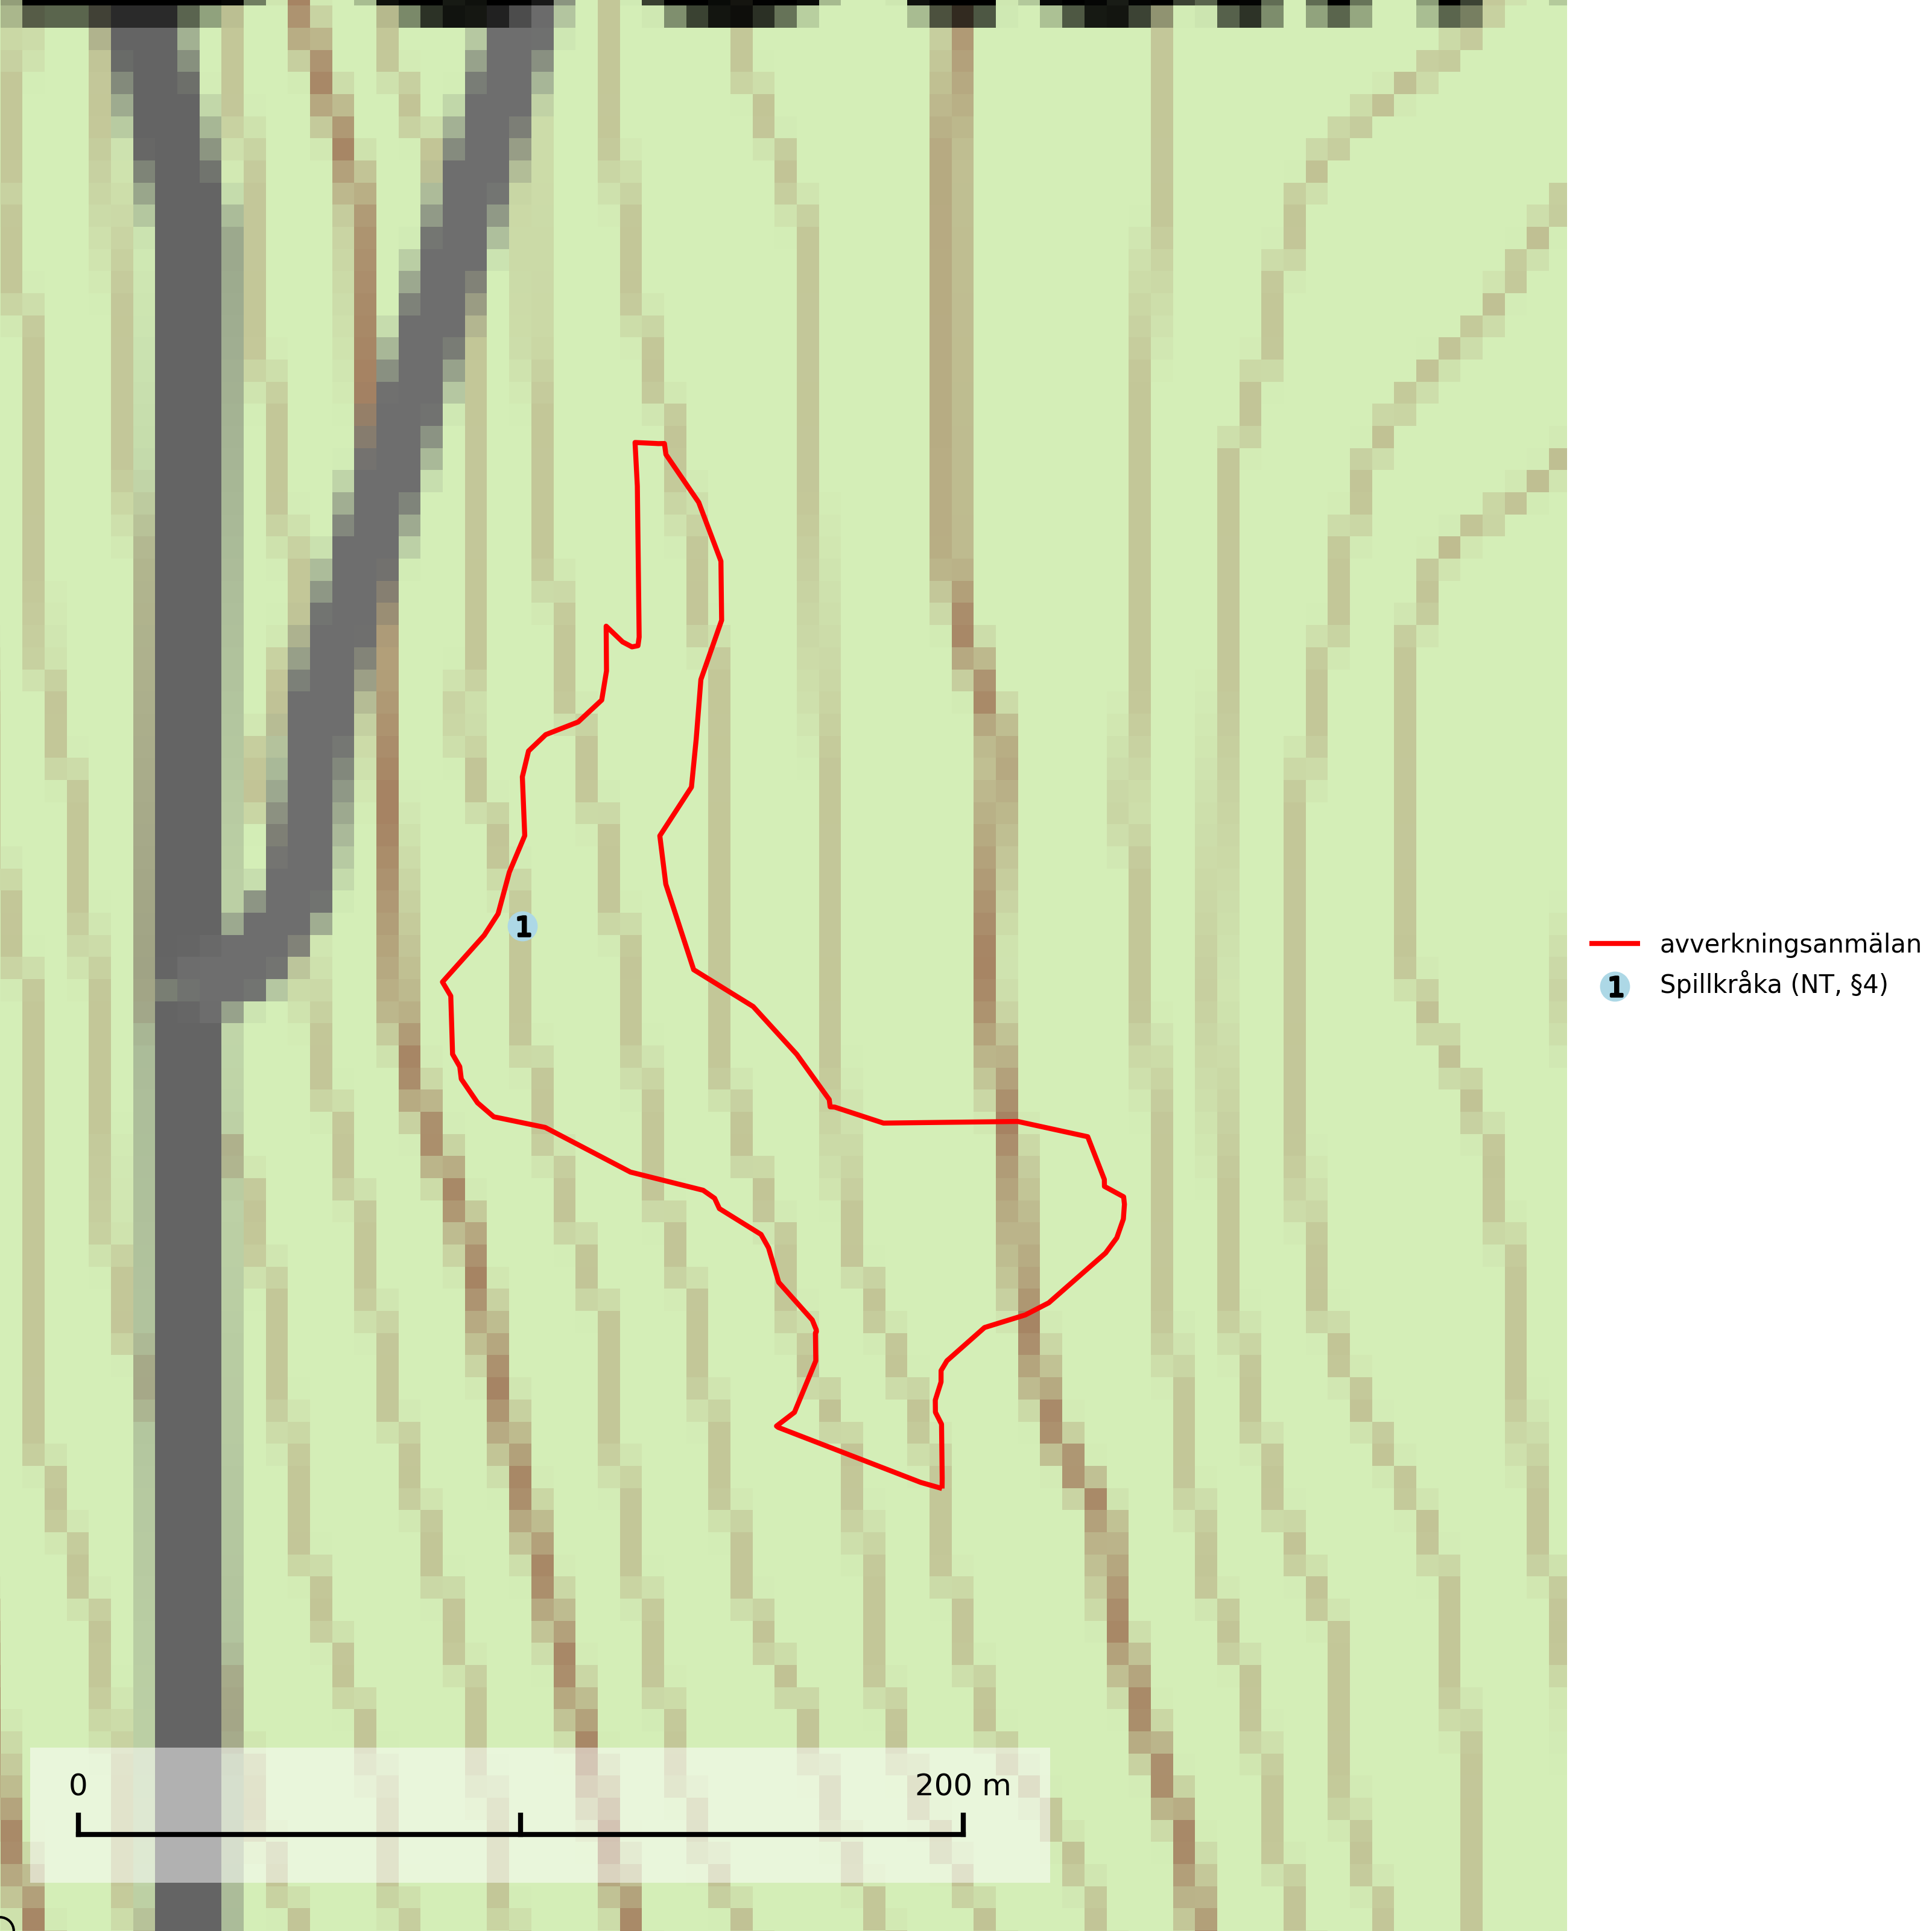 1
avverkningsanmälan
1 Spillkråka (NT, §4)
0 200 m